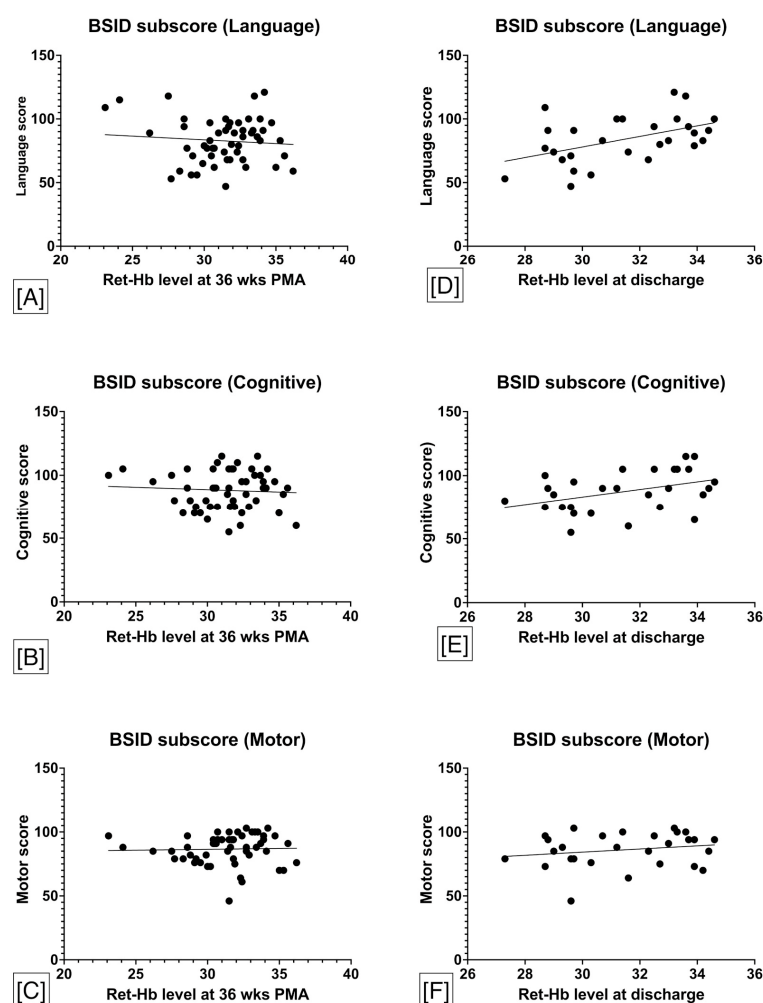 BSID subscore (Language)
150
100
50
0
Language score
20 25 30 35 40
Ret-Hb level at 36 wks PMA
[A]
BSID subscore (Language)
150
100
50
0
Language score
26 28 30 32 34 36
Ret-Hb level at discharge
[D]
BSID subscore (Cognitive)
150
100
50
0
Cognitive score
20 25 30 35 40
Ret-Hb level at 36 wks PMA
[B]
BSID subscore (Cognitive)
150
100
50
0
Cognitive score)
26 28 30 32 34 36
Ret-Hb level at discharge
[E]
BSID subscore (Motor)
150
100
50
0
Motor score
20 25 30 35 40
Ret-Hb level at 36 wks PMA
[C]
BSID subscore (Motor)
150
100
50
0
Motor score
26 28 30 32 34 36
Ret-Hb level at discharge
[F]